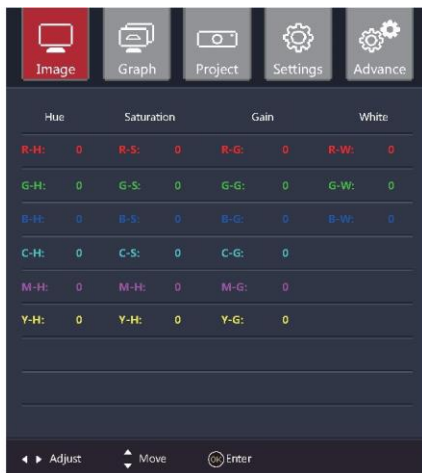 Image Graph Project Settings Advance
Hue Saturation Gain White
R-H: 0 R-S: 0 R-G: 0 R-W: 0
G-H: 0 G-S: 0 G-G: 0 G-W: 0
B-H: 0 B-S: 0 B-G: 0 B-W: 0
C-H: 0 C-S: 0 C-G: 0
M-H: 0 M-H: 0 M-G: 0
Y-H: 0 Y-H: 0 Y-G: 0
Adjust Move OK Enter